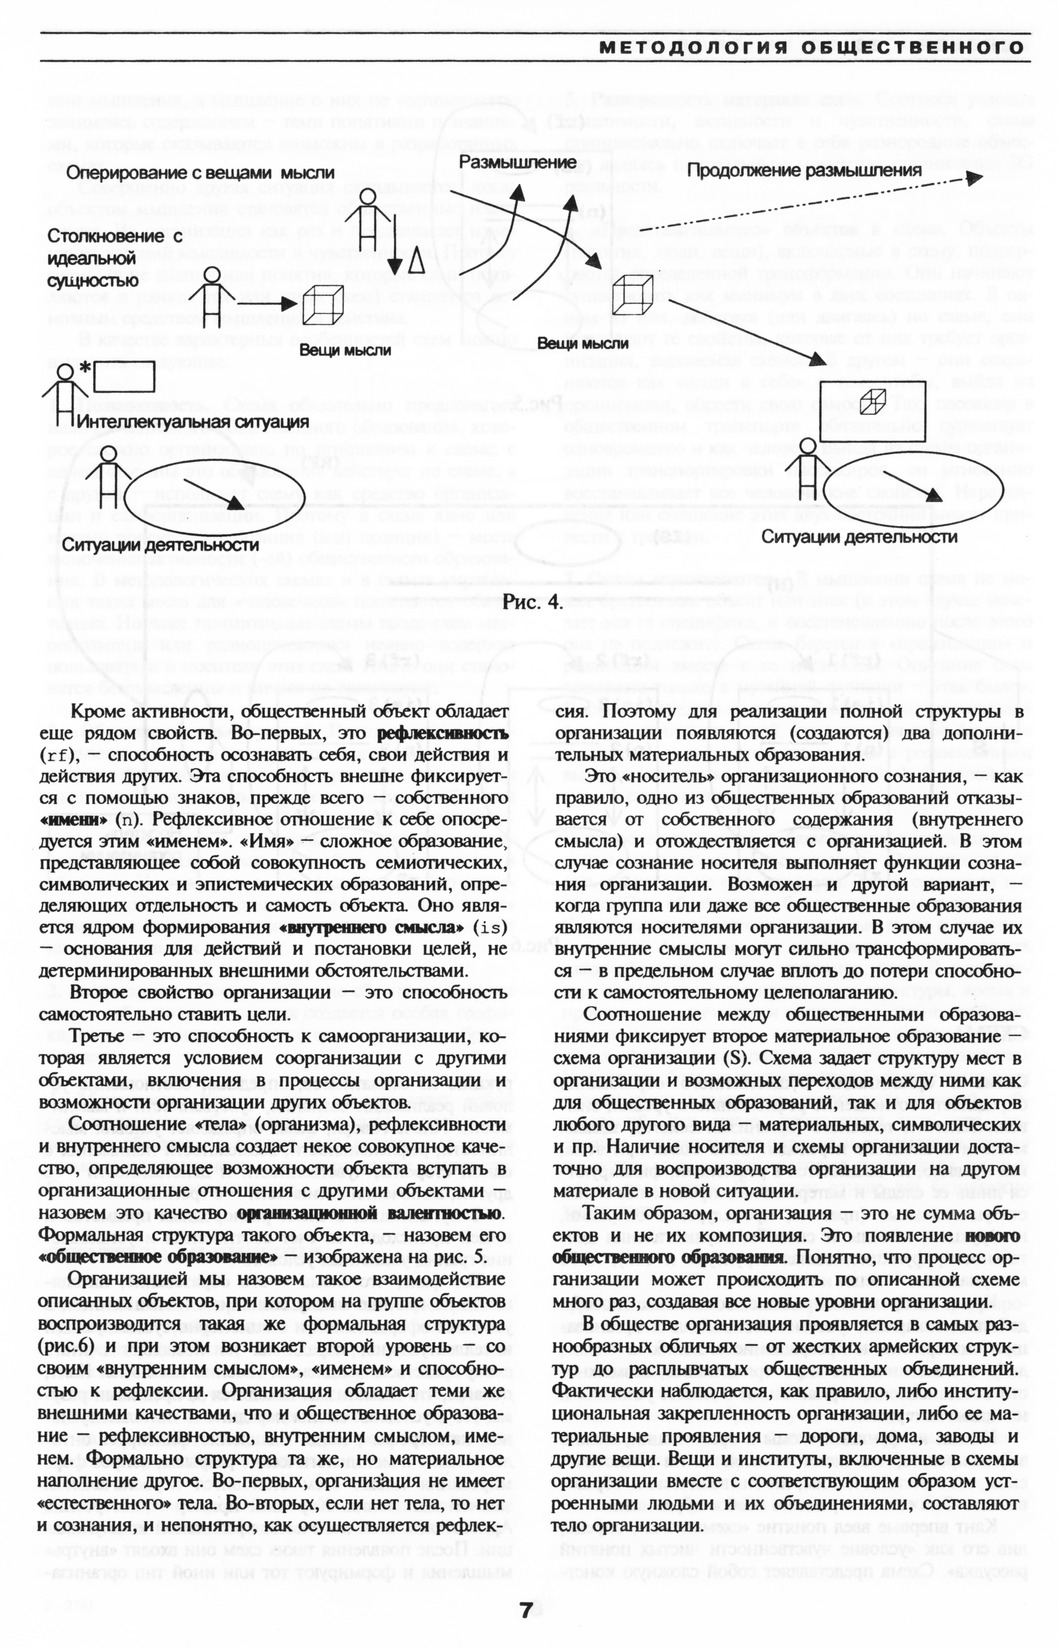 МЕТОДОЛОГИЯ ОБЩЕСТВЕННОГО
Оперирование с вещами мысли
Размышление
Продолжение размышления
Столкновение с
идеальной
сущностью
Вещи мысли
Вещи мысли
*
Интеллектуальная ситуация
Ситуации деятельности
Ситуации деятельности
Рис. 4.
Кроме активности, общественный объект обладает
еще рядом свойств. Во-первых, это рефлексивность
(rf), — способность осознавать себя, свои действия и
действия других. Эта способность внешне фиксирует-
ся с помощью знаков, прежде всего — собственного
«имени» (n). Рефлексивное отношение к себе опосре-
дуется этим «именем». «Имя» — сложное образование,
представляющее собой совокупность семиотических,
символических и эпистемических образований, опре-
деляющих отдельность и самость объекта. Оно явля-
ется ядром формирования «внутреннего смысла» (is)
— основания для действий и постановки целей, не
детерминированных внешними обстоятельствами.
Второе свойство организации — это способность
самостоятельно ставить цели.
Третье — это способность к самоорганизации, ко-
торая является условием соорганизации с другими
объектами, включения в процессы организации и
возможности организации других объектов.
Соотношение «тела» (организма), рефлексивности
и внутреннего смысла создает некое совокупное каче-
ство, определяющее возможности объекта вступать в
организационные отношения с другими объектами —
назовем это качество организационной валентностью.
Формальная структура такого объекта, — назовем его
«общественное образование» — изображена на рис. 5.
Организацией мы назовем такое взаимодействие
описанных объектов, при котором на группе объектов
воспроизводится такая же формальная структура
(рис.6) и при этом возникает второй уровень — со
своим «внутренним смыслом», «именем» и способно-
стью к рефлексии. Организация обладает теми же
внешними качествами, что и общественное образова-
ние — рефлексивностью, внутренним смыслом, име-
нем. Формально структура та же, но материальное
наполнение другое. Во-первых, организация не имеет
«естественного» тела. Во-вторых, если нет тела, то нет
и сознания, и непонятно, как осуществляется рефлек-
сия. Поэтому для реализации полной структуры в
организации появляются (создаются) два дополни-
тельных материальных образования.
Это «носитель» организационного сознания, — как
правило, одно из общественных образований отказы-
вается от собственного содержания (внутреннего
смысла) и отождествляется с организацией. В этом
случае сознание носителя выполняет функции созна-
ния организации. Возможен и другой вариант, —
когда группа или даже все общественные образования
являются носителями организации. В этом случае их
внутренние смыслы могут сильно трансформировать-
ся — в предельном случае вплоть до потери способно-
сти к самостоятельному целеполаганию.
Соотношение между общественными образова-
ниями фиксирует второе материальное образование —
схема организации (S). Схема задает структуру мест в
организации и возможных переходов между ними как
для общественных образований, так и для объектов
любого другого вида — материальных, символических
и пр. Наличие носителя и схемы организации доста-
точно для воспроизводства организации на другом
материале в новой ситуации.
Таким образом, организация — это не сумма объ-
ектов и не их композиция. Это появление нового
общественного образования. Понятно, что процесс ор-
ганизации может происходить по описанной схеме
много раз, создавая все новые уровни организации.
В обществе организация проявляется в самых раз-
нообразных обличьях — от жестких армейских струк-
тур до расплывчатых общественных объединений.
Фактически наблюдается, как правило, либо институ-
циональная закрепленность организации, либо ее ма-
териальные проявления — дороги, дома, заводы и
другие вещи. Вещи и институты, включенные в схемы
организации вместе с соответствующим образом уст-
роенными людьми и их объединениями, составляют
тело организации.
7